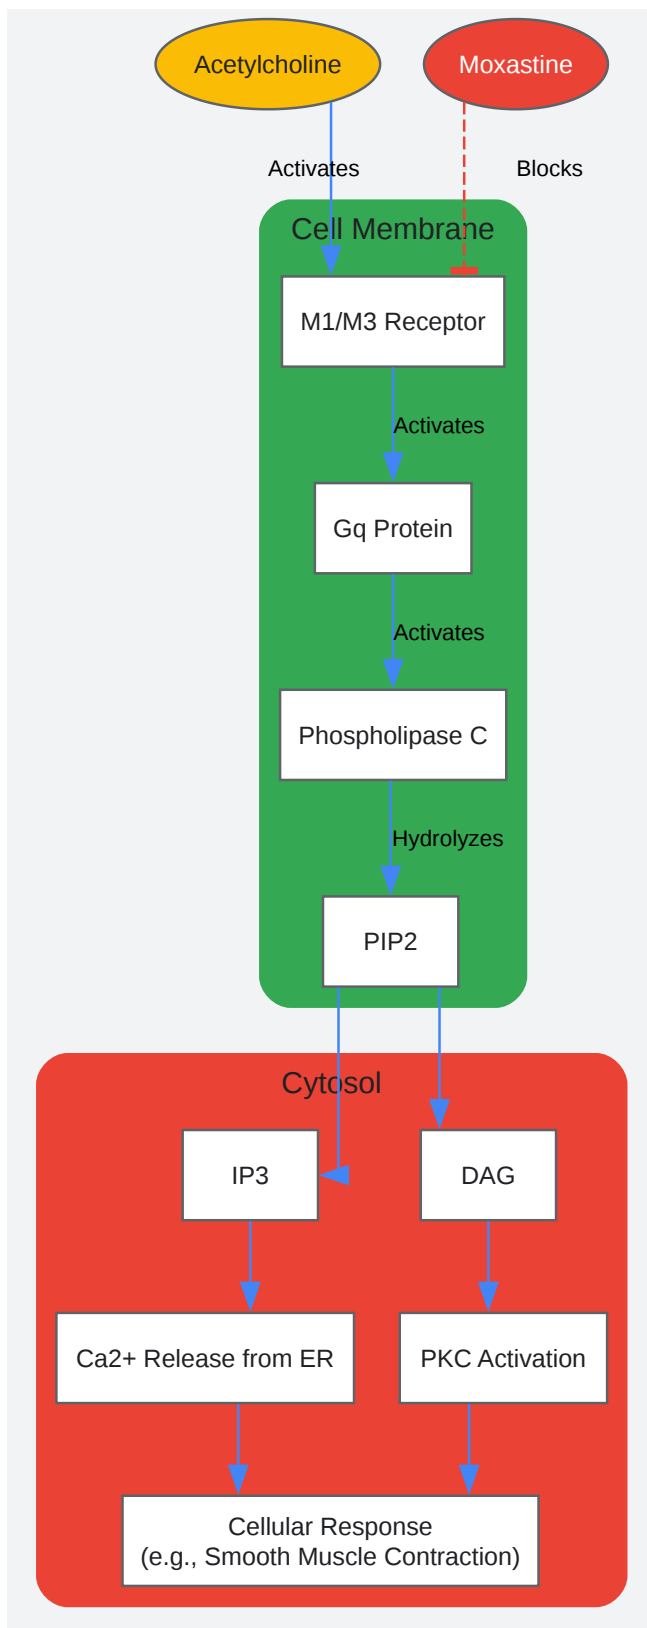 Acetylcholine
Moxastine
Activates
Blocks
Cell Membrane
M1/M3 Receptor
Activates
Gq Protein
Activates
Phospholipase C
Hydrolyzes
PIP2
Cytosol
IP3
DAG
Ca2+ Release from ER
PKC Activation
Cellular Response
(e.g., Smooth Muscle Contraction)